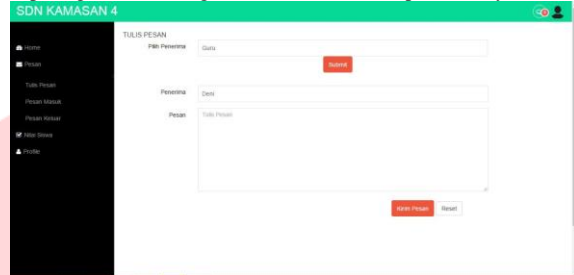 SDN KAMASAN 4
TULIS PESAN
Home
Pilih Penerima
Guru
Pesan
Submit
Tulis Pesan
Penerima
Deni
Pesan Masuk
Pesan
Tulis Pesan
Pesan Keluar
Nilai Siswa
Profile
Kirim Pesan
Reset